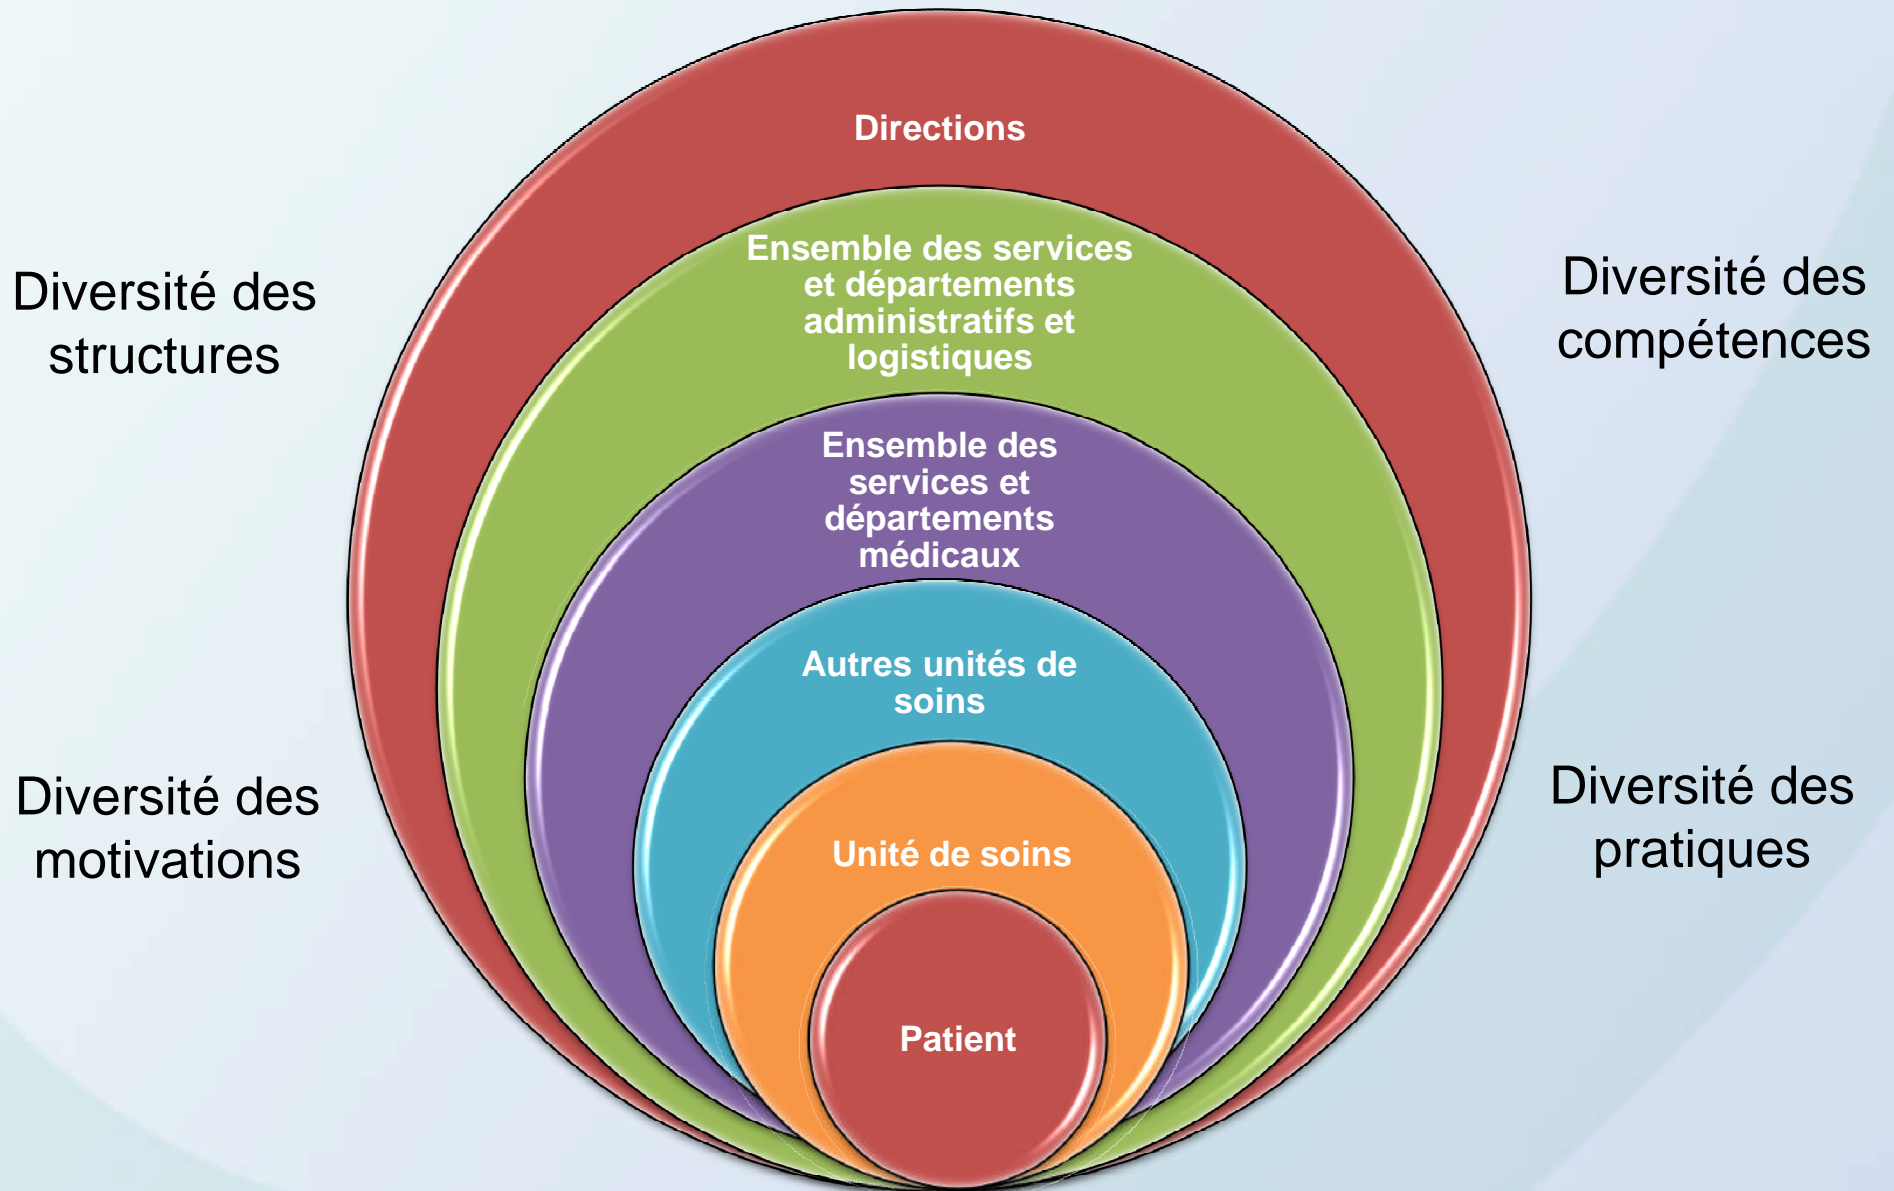 Directions
Ensemble des services
et départements
administratifs et
logistiques
Ensemble des
services et
départements
médicaux
Autres unités de
soins
Unité de soins
Patient
Diversité des
structures
Diversité des
compétences
Diversité des
motivations
Diversité des
pratiques